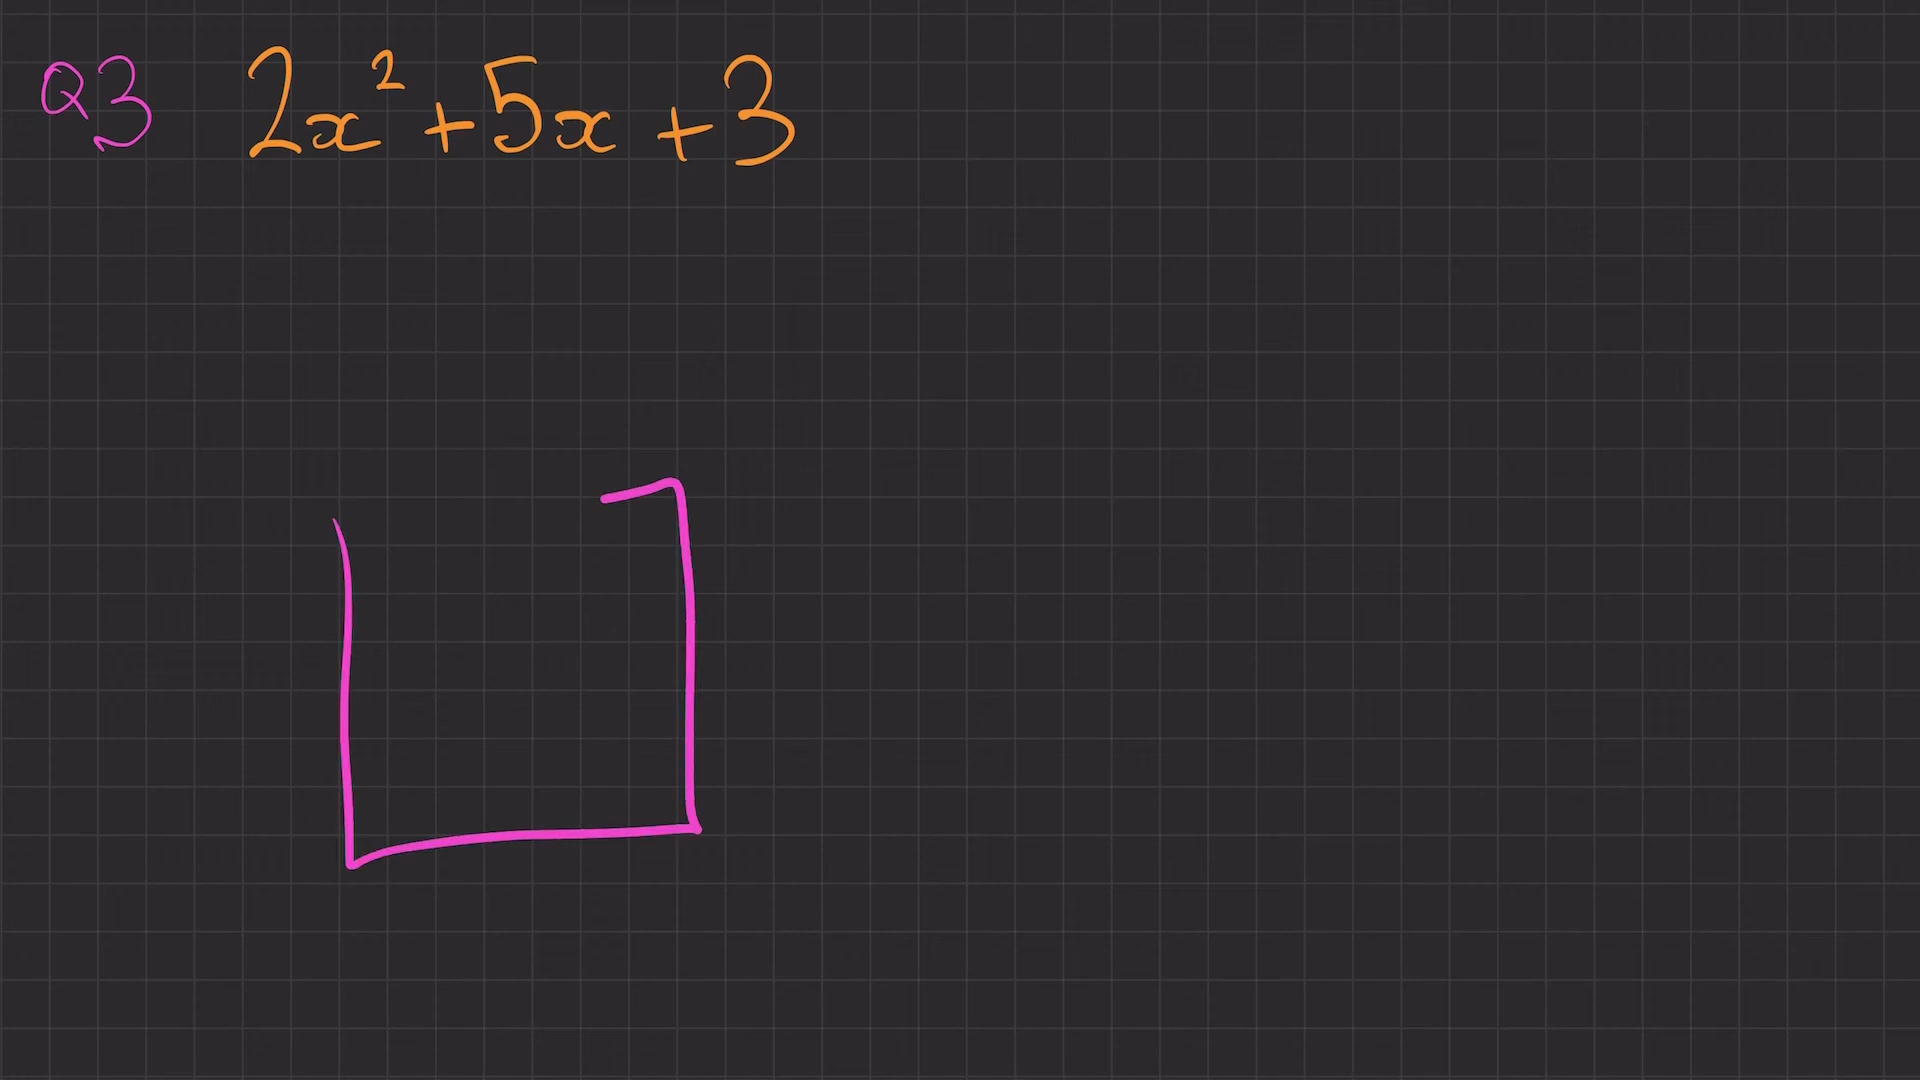 Q3 2x² + 5x + 3